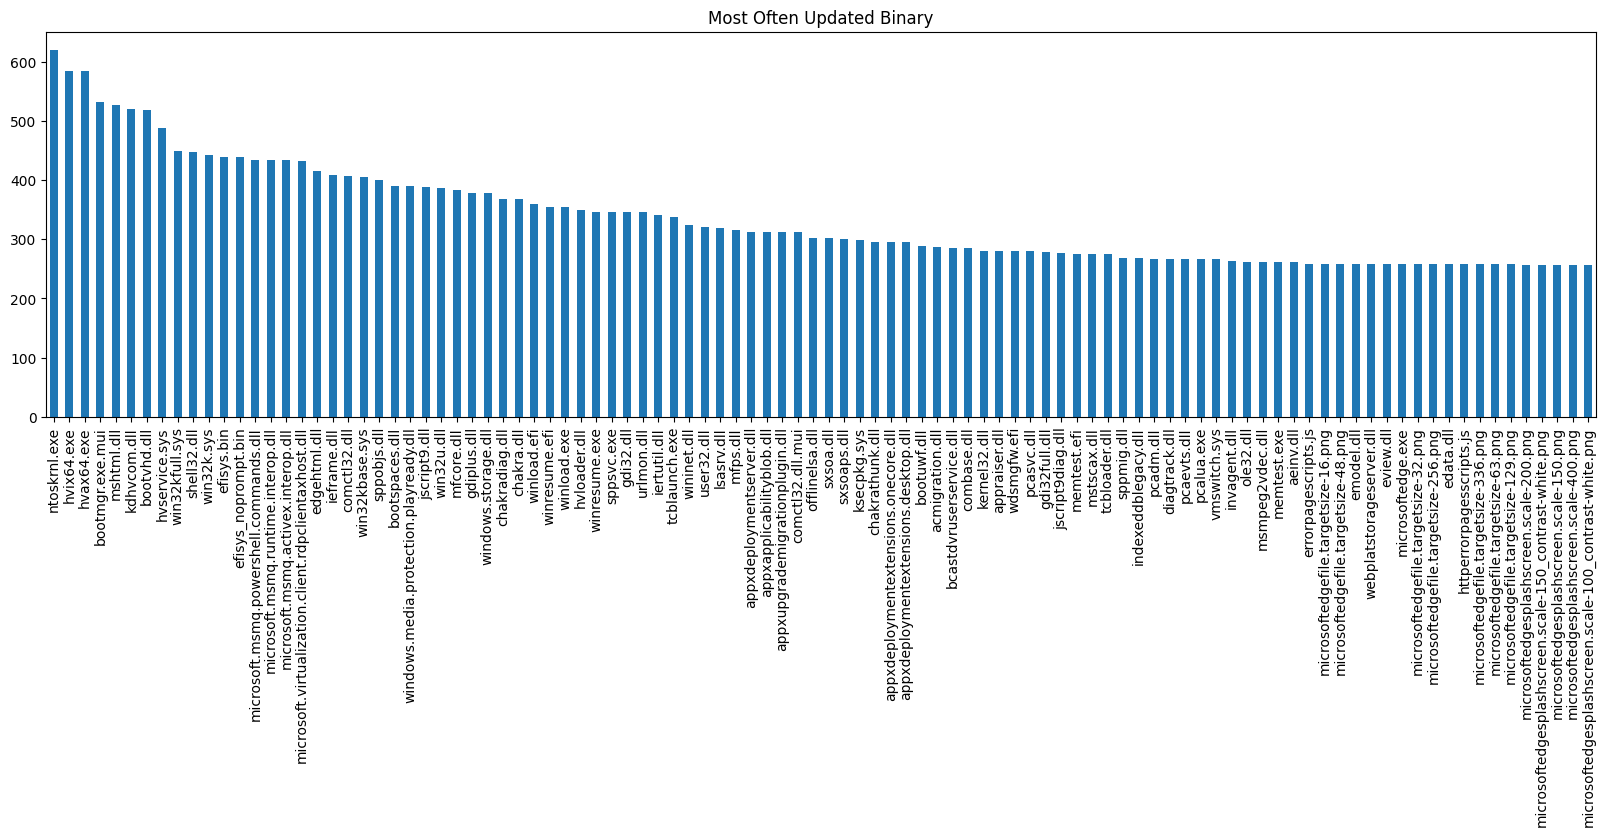 Most Often Updated Binary
600
500
400
300
200
100
0
ntoskrnl.exe
hvix64.exe
hvax64.exe
bootmgr.exe.mui
mshtml.dll
kdhvcom.dll
bootvhd.dll
hvservice.sys
win32kfull.sys
shell32.dll
win32k.sys
efisys.bin
efisys_noprompt.bin
microsoft.msmq.powershell.commands.dll
microsoft.msmq.runtime.interop.dll
microsoft.msmq.activex.interop.dll
microsoft.virtualization.client.rdpclientaxhost.dll
edgehtml.dll
ieframe.dll
comctl32.dll
win32kbase.sys
sppobjs.dll
bootspaces.dll
windows.media.protection.playready.dll
jscript9.dll
win32u.dll
mfcore.dll
gdiplus.dll
windows.storage.dll
chakradiag.dll
chakra.dll
winload.efi
winresume.efi
winload.exe
hvloader.dll
winresume.exe
sppsvc.exe
gdi32.dll
urlmon.dll
iertutil.dll
tcblaunch.exe
wininet.dll
user32.dll
lsasrv.dll
mfps.dll
appxdeploymentserver.dll
appxapplicabilityblob.dll
appxupgrademigrationplugin.dll
comctl32.dll.mui
offlinelsa.dll
sxsoa.dll
sxsoaps.dll
ksecpkg.sys
chakrathunk.dll
appxdeploymentextensions.onecore.dll
appxdeploymentextensions.desktop.dll
bootuwf.dll
acmigration.dll
bcastdvruserservice.dll
combase.dll
kernel32.dll
appraiser.dll
wdsmgfw.efi
pcasvc.dll
gdi32full.dll
jscript9diag.dll
memtest.efi
mstscax.dll
tcbloader.dll
sppmig.dll
indexeddblegacy.dll
pcadm.dll
diagtrack.dll
pcaevts.dll
pcalua.exe
vmswitch.sys
invagent.dll
ole32.dll
msmpeg2vdec.dll
memtest.exe
aeinv.dll
errorpagescripts.js
microsoftedgefile.targetsize-16.png
microsoftedgefile.targetsize-48.png
emodel.dll
webplatstorageserver.dll
eview.dll
microsoftedge.exe
microsoftedgefile.targetsize-32.png
microsoftedgefile.targetsize-256.png
edata.dll
httperrorpagesscripts.js
microsoftedgefile.targetsize-336.png
microsoftedgefile.targetsize-63.png
microsoftedgefile.targetsize-129.png
microsoftedgesplashscreen.scale-200.png
microsoftedgesplashscreen.scale-150_contrast-white.png
microsoftedgesplashscreen.scale-150.png
microsoftedgesplashscreen.scale-400.png
microsoftedgesplashscreen.scale-100_contrast-white.png